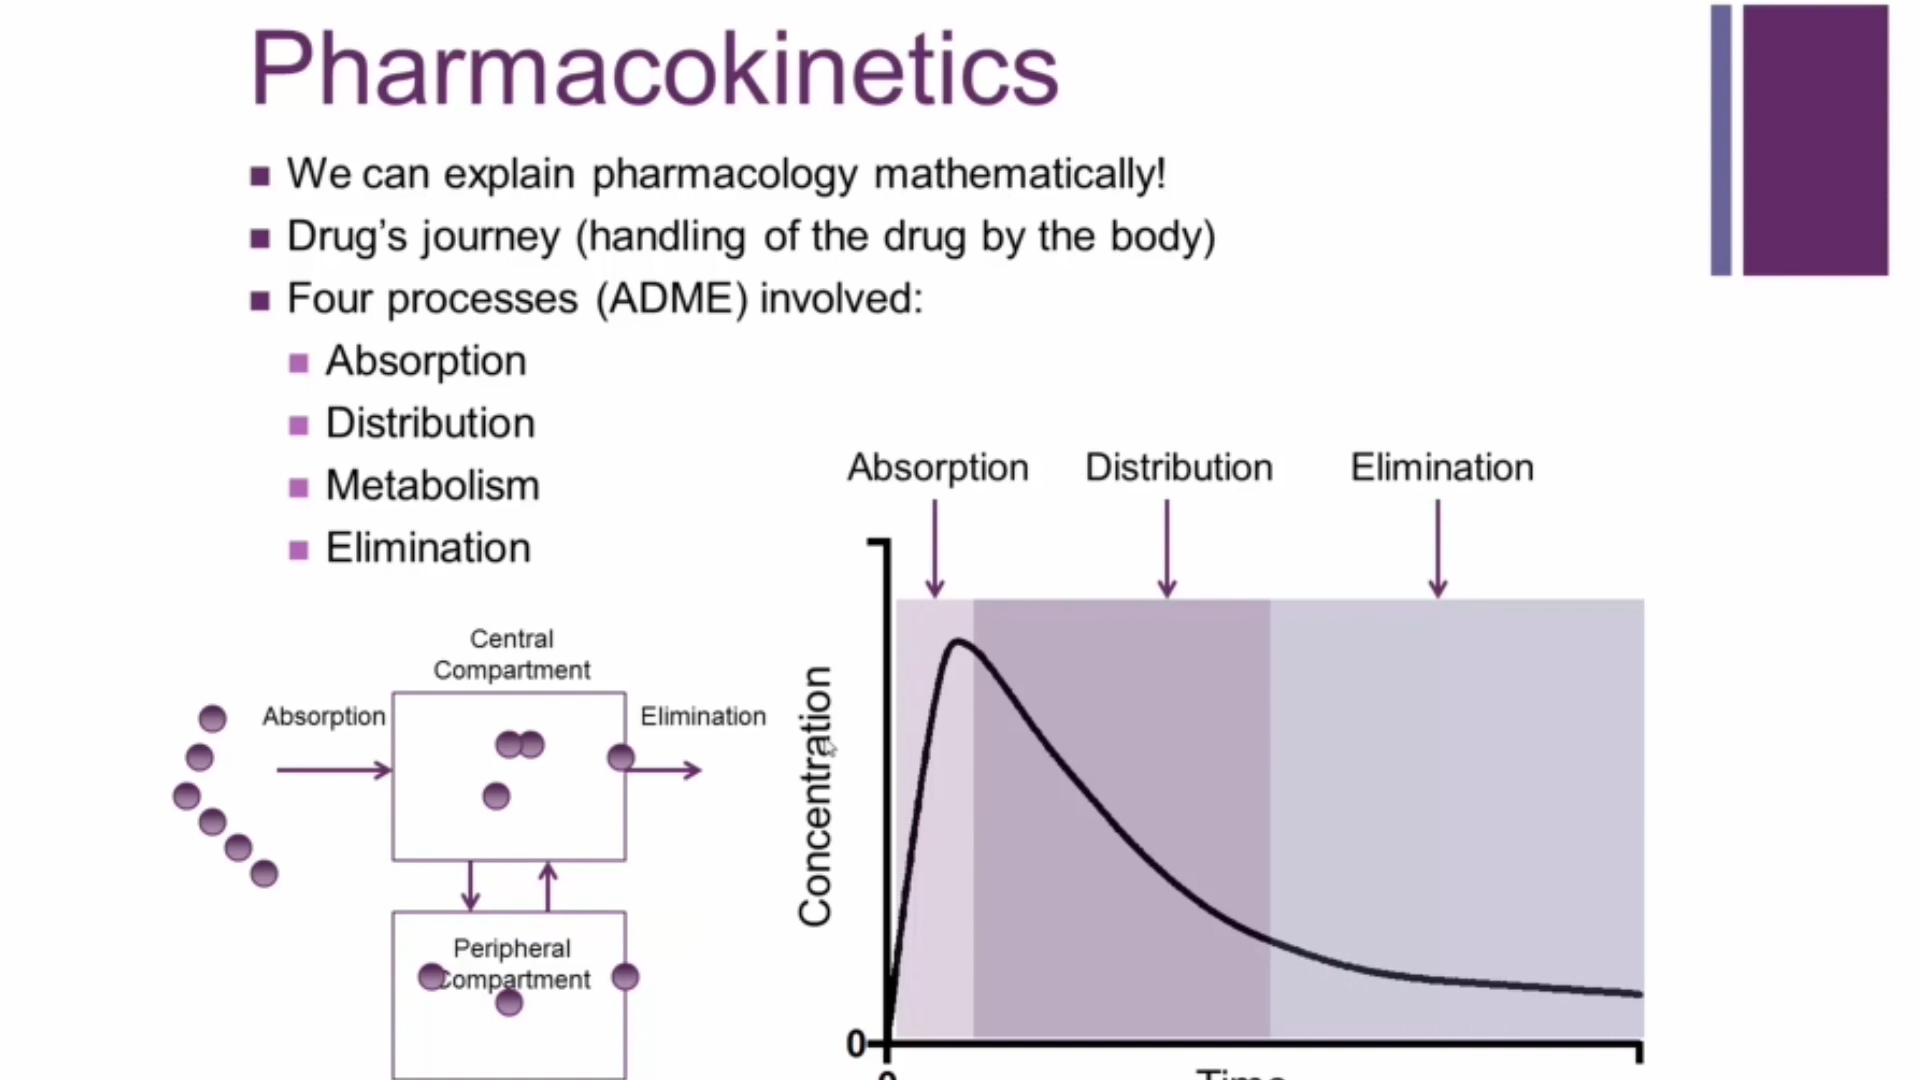 Pharmacokinetics
We can explain pharmacology mathematically!
Drug's journey (handling of the drug by the body)
Four processes (ADME) involved:
Absorption
Distribution
Metabolism
Elimination
Central
Compartment
Absorption
Elimination
Peripheral
Compartment
Absorption
Distribution
Elimination
Concentration
0
0
Time